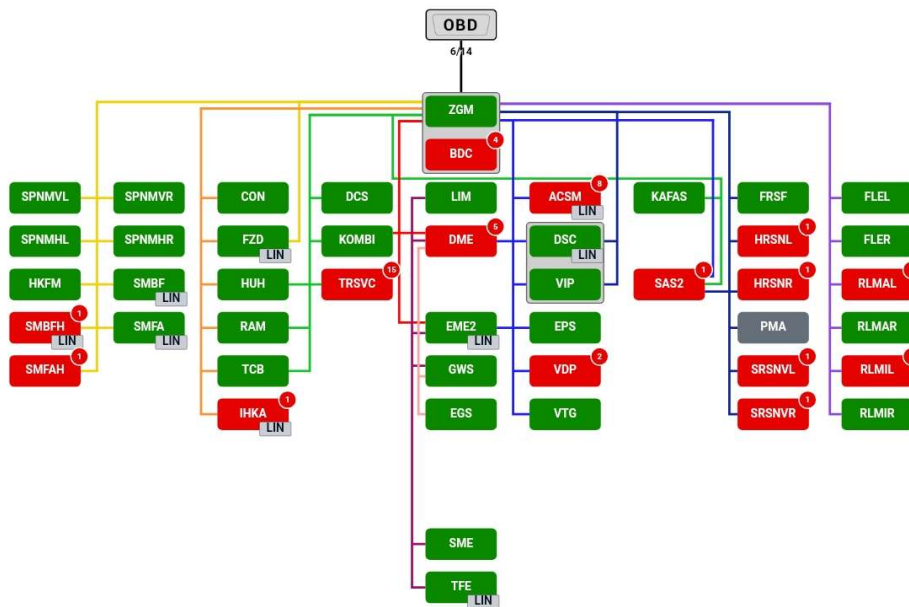 OBD
6/14
ZGM
BDC 4
SPNMVL SPNMVR CON DCS LIM ACSM 8 LIN KAFAS FRSF FLEL
SPNMHL SPNMHR FZD LIN KOMBI DME 5 DSC LIN HRSNL 1 FLER
HKFM SMBF LIN HUH TRSVC 15 VIP SAS2 1 HRSNR 1 RLMAL
SMBFH 1 LIN SMFA LIN RAM EME2 LIN EPS PMA RLMAR
SMFAH 1 TCB GWS VDP 2 SRSNVL 1 RLMIL
IHKA 1 LIN EGS VTG SRSNVR 1 RLMIR
SME
TFE LIN